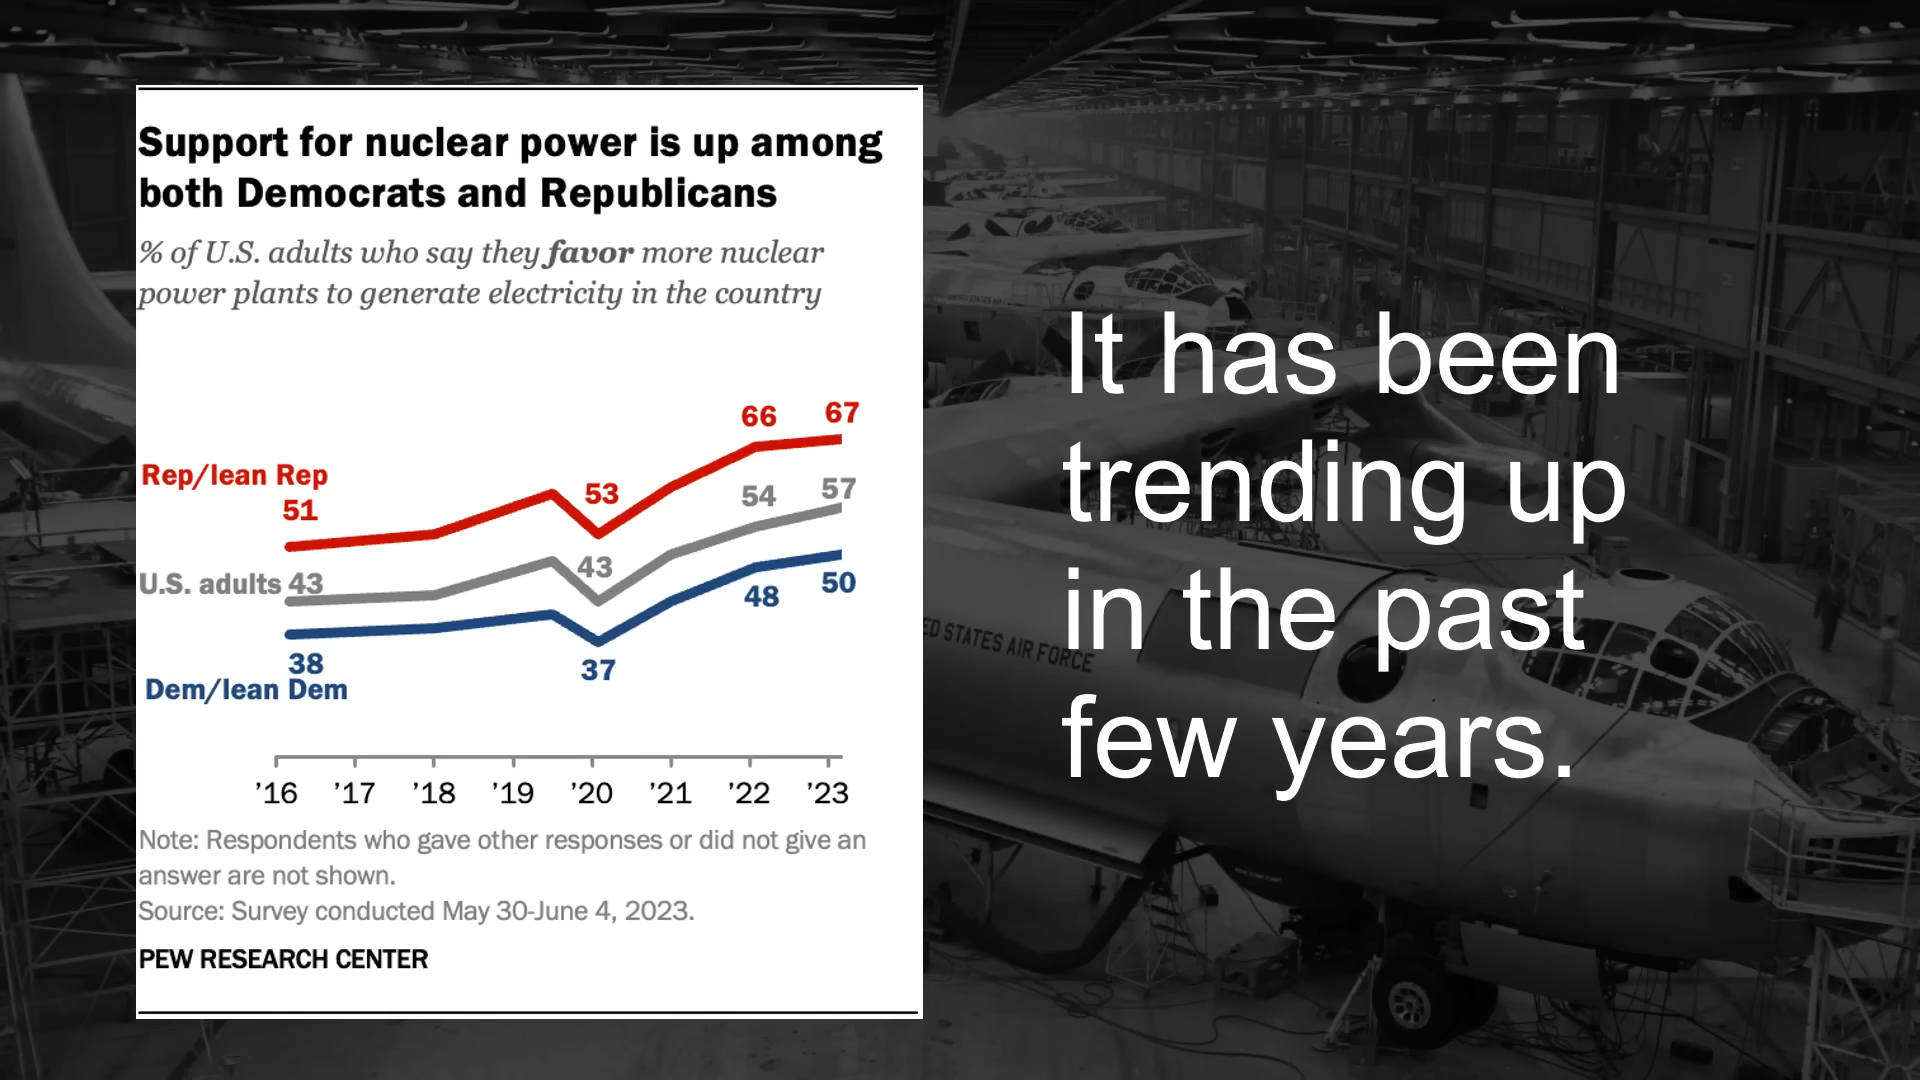 Support for nuclear power is up among
both Democrats and Republicans
% of U.S. adults who say they favor more nuclear
power plants to generate electricity in the country
66 67
Rep/lean Rep
51
53
54 57
U.S. adults 43
43
48 50
38
Dem/lean Dem
37
’16 ’17 ’18 ’19 ’20 ’21 ’22 ’23
Note: Respondents who gave other responses or did not give an
answer are not shown.
Source: Survey conducted May 30-June 4, 2023.
PEW RESEARCH CENTER
It has been
trending up
in the past
few years.
ED STATES AIR FORCE
UNITED STATES AIR